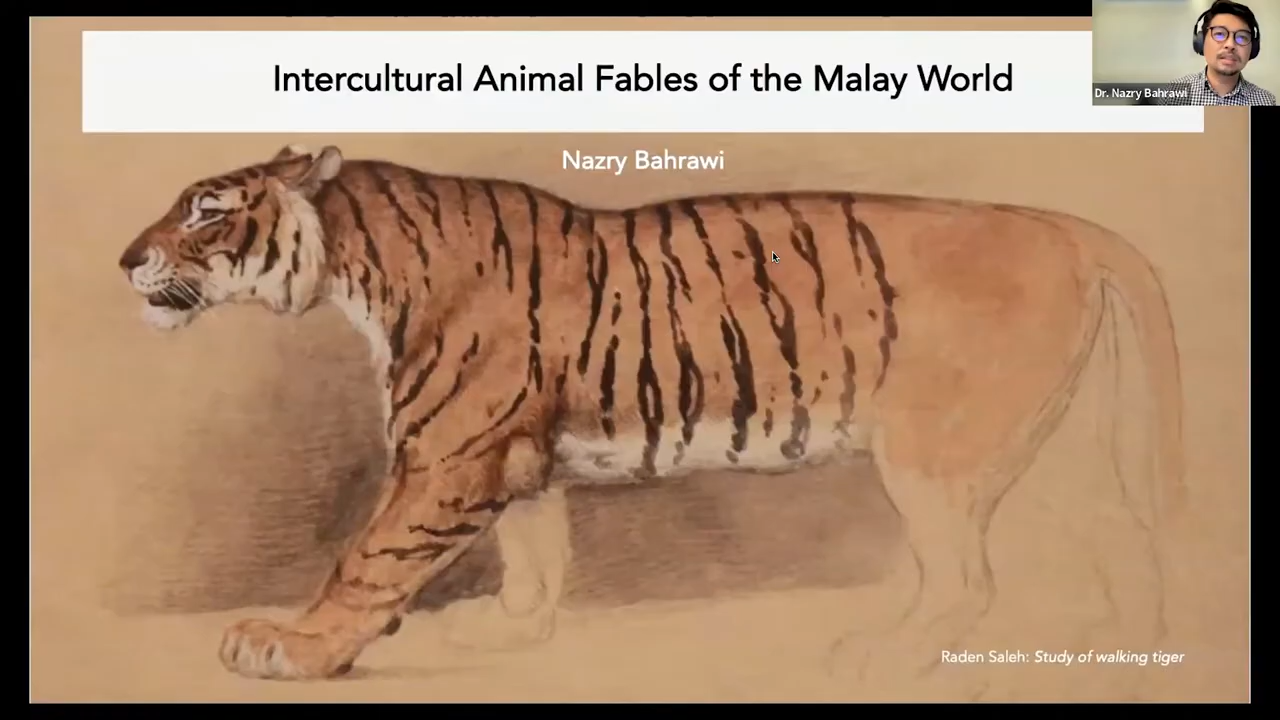 Intercultural Animal Fables of the Malay World
Dr. Nazry Bahrawi
Nazry Bahrawi
Raden Saleh: Study of walking tiger